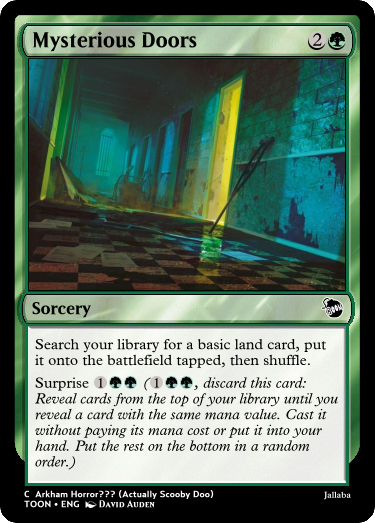 Mysterious Doors 2
Sorcery
Search your library for a basic land card, put
it onto the battlefield tapped, then shuffle.
Surprise 1 (1, discard this card:
Reveal cards from the top of your library until you
reveal a card with the same mana value. Cast it
without paying its mana cost or put it into your
hand. Put the rest on the bottom in a random
order.)
C Arkham Horror??? (Actually Scooby Doo) Jallaba
TOON • ENG David Auden